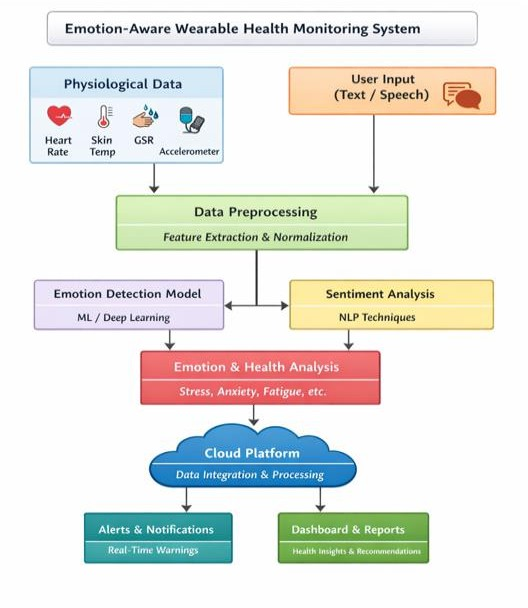 Emotion-Aware Wearable Health Monitoring System
Physiological Data
Heart
Rate
Skin
Temp
GSR
Accelerometer
User Input
(Text / Speech)
Data Preprocessing
Feature Extraction & Normalization
Emotion Detection Model
ML / Deep Learning
Sentiment Analysis
NLP Techniques
Emotion & Health Analysis
Stress, Anxiety, Fatigue, etc.
Cloud Platform
Data Integration & Processing
Alerts & Notifications
Real-Time Warnings
Dashboard & Reports
Health Insights & Recommendations